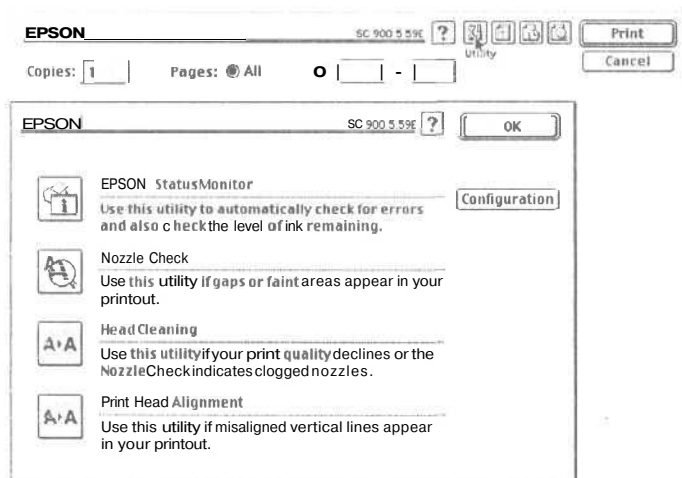 EPSON SC 900 5.59E ? Print
Utility
Cancel
Copies: 1 Pages: All O -
EPSON SC 900 5.59E ? OK
EPSON StatusMonitor
Configuration
Use this utility to automatically check for errors
and also check the level of ink remaining.
Nozzle Check
Use this utility if gaps or faint areas appear in your
printout.
Head Cleaning
A A
Use this utility if your print quality declines or the
Nozzle Check indicates clogged nozzles.
Print Head Alignment
A A
Use this utility if misaligned vertical lines appear
in your printout.